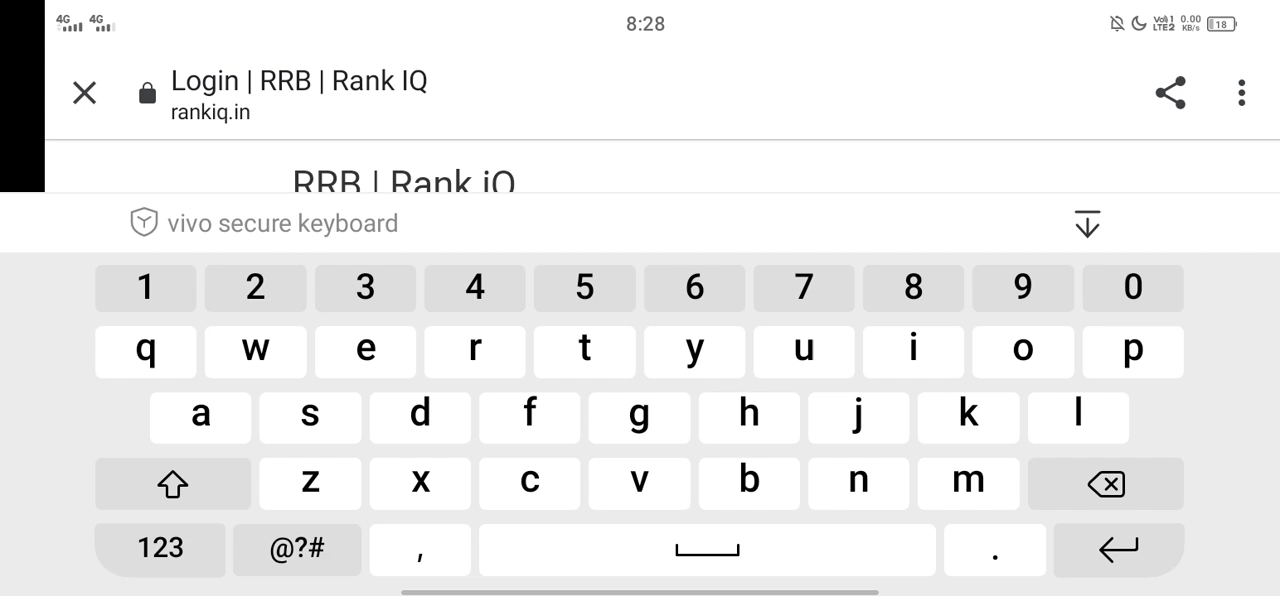 4G 4G 8:28 Vo) 1 LTE2 0.00 KB/s 18
Login | RRB | Rank IQ
rankiq.in
RRB | Rank iQ
vivo secure keyboard
1 2 3 4 5 6 7 8 9 0
q w e r t y u i o p
a s d f g h j k l
z x c v b n m
123 @?# , .